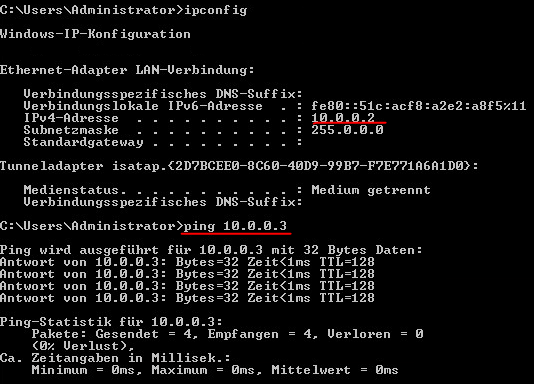 C:\Users\Administrator>ipconfig
Windows-IP-Konfiguration
Ethernet-Adapter LAN-Verbindung:
Verbindungsspezifisches DNS-Suffix:
Verbindungslokale IPv6-Adresse . : fe80::51c:acf8:a2e2:a8f5%11
IPv4-Adresse . . . . . . . . . . : 10.0.0.2
Subnetzmaske . . . . . . . . . . : 255.0.0.0
Standardgateway . . . . . . . . . :
Tunneladapter isatap.{2D7BCEE0-8C60-40D9-99B7-F7E771A6A1D0}:
Medienstatus. . . . . . . . . . . : Medium getrennt
Verbindungsspezifisches DNS-Suffix:
C:\Users\Administrator>ping 10.0.0.3
Ping wird ausgeführt für 10.0.0.3 mit 32 Bytes Daten:
Antwort von 10.0.0.3: Bytes=32 Zeit<1ms TTL=128
Antwort von 10.0.0.3: Bytes=32 Zeit<1ms TTL=128
Antwort von 10.0.0.3: Bytes=32 Zeit<1ms TTL=128
Antwort von 10.0.0.3: Bytes=32 Zeit<1ms TTL=128
Ping-Statistik für 10.0.0.3:
Pakete: Gesendet = 4, Empfangen = 4, Verloren = 0
(0% Verlust),
Ca. Zeitangaben in Millisek.:
Minimum = 0ms, Maximum = 0ms, Mittelwert = 0ms